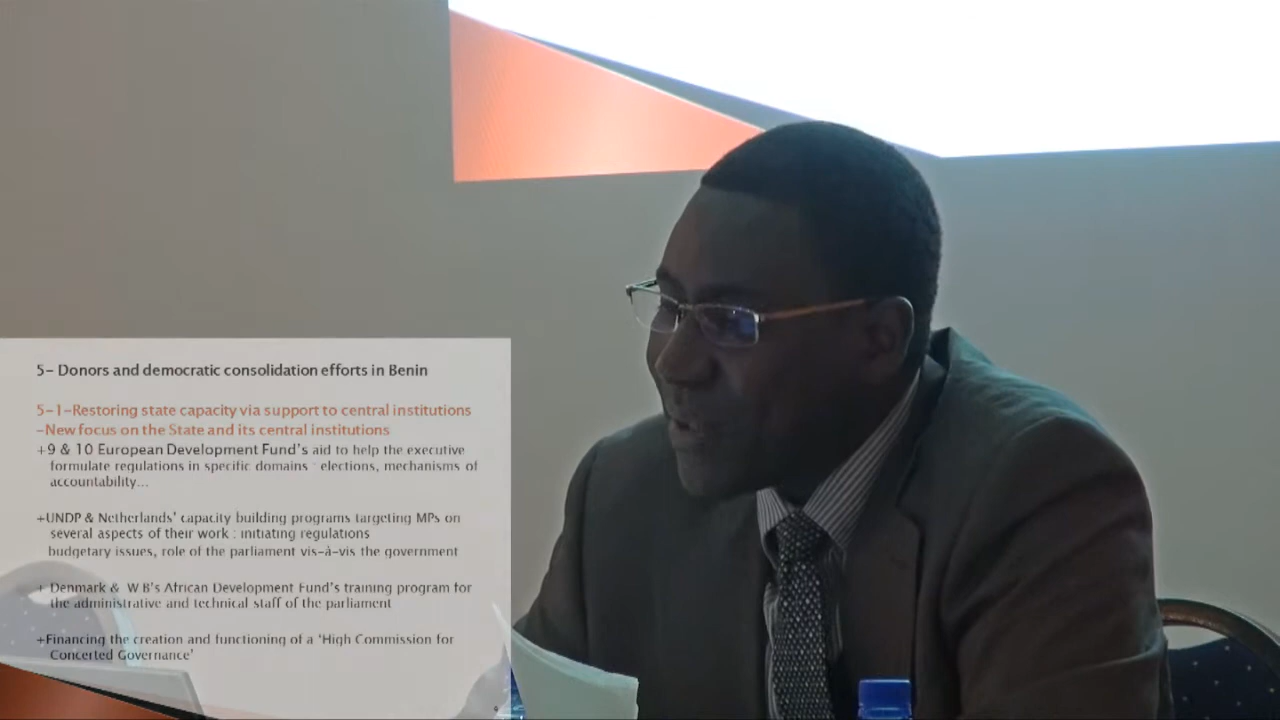 5- Donors and democratic consolidation efforts in Benin
5-1-Restoring state capacity via support to central institutions
-New focus on the State and its central institutions
+9 & 10 European Development Fund's aid to help the executive
formulate regulations in specific domains : elections, mechanisms of
accountability...
+UNDP & Netherlands' capacity building programs targeting MPs on
several aspects of their work : initiating regulations
budgetary issues, role of the parliament vis-à-vis the government
+ Denmark & W B's African Development Fund's training program for
the administrative and technical staff of the parliament
+Financing the creation and functioning of a 'High Commission for
Concerted Governance'